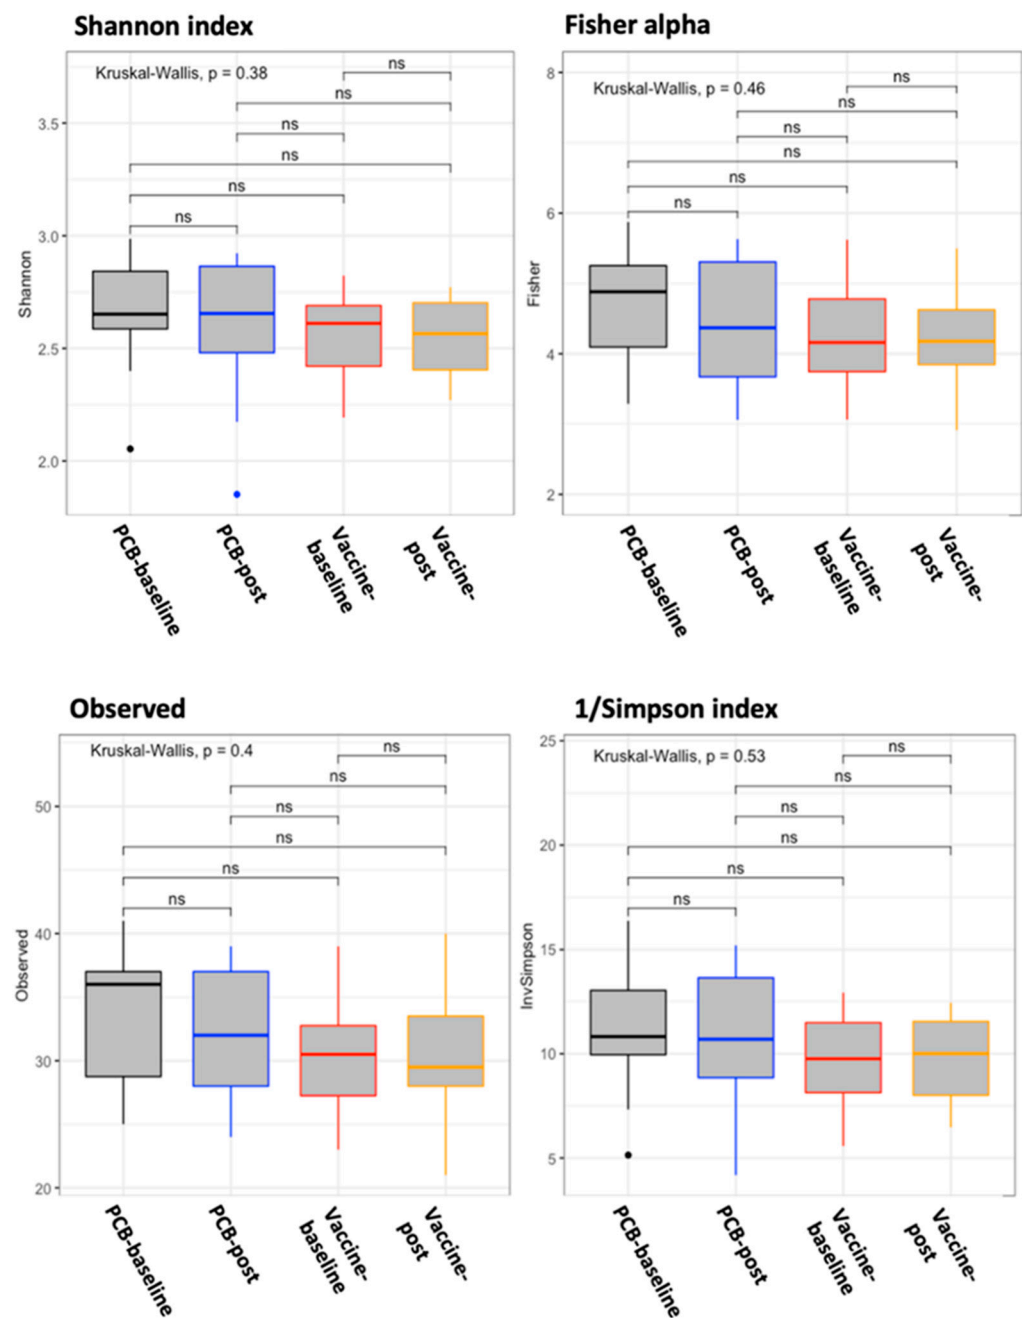 Shannon index
Kruskal-Wallis, p = 0.38
ns
ns
ns
ns
ns
ns
3.5
3.0
2.5
2.0
Shannon
PCB-baseline
PCB-post
Vaccine-
baseline
Vaccine-
post
Fisher alpha
Kruskal-Wallis, p = 0.46
ns
ns
ns
ns
ns
ns
8
6
4
2
Fisher
PCB-baseline
PCB-post
Vaccine-
baseline
Vaccine-
post
Observed
Kruskal-Wallis, p = 0.4
ns
ns
ns
ns
ns
ns
50
40
30
20
Observed
PCB-baseline
PCB-post
Vaccine-
baseline
Vaccine-
post
1/Simpson index
Kruskal-Wallis, p = 0.53
ns
ns
ns
ns
ns
ns
25
20
15
10
5
InvSimpson
PCB-baseline
PCB-post
Vaccine-
baseline
Vaccine-
post